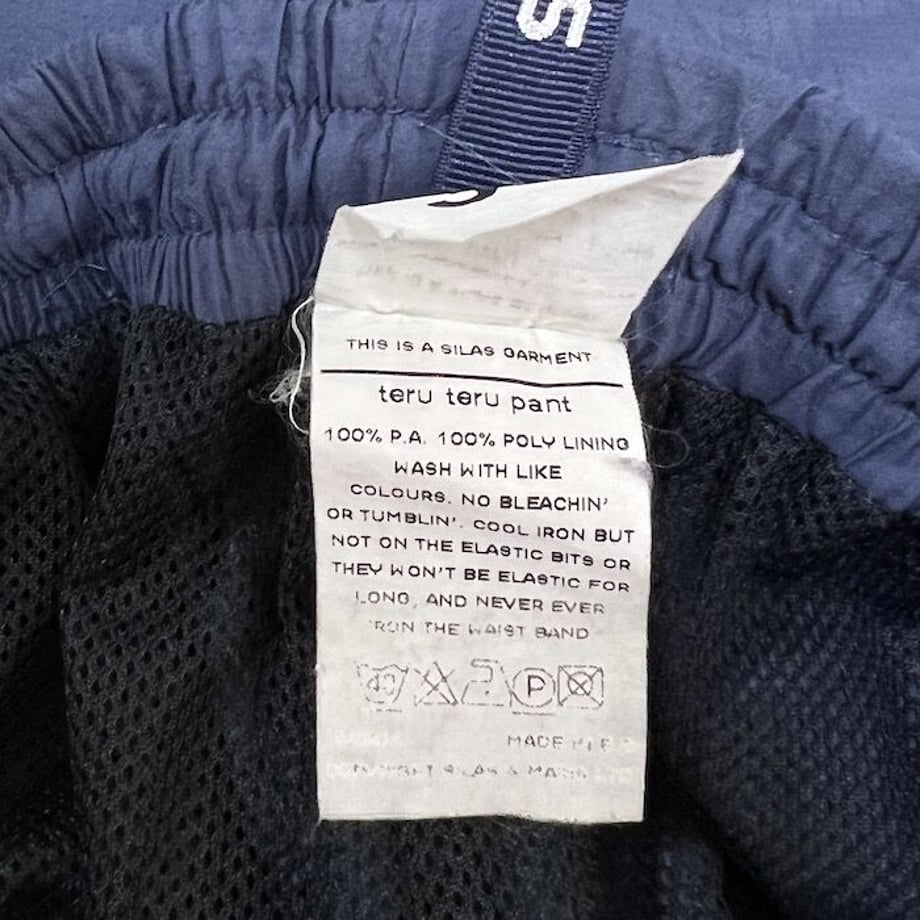 S
THIS IS A SILAS GARMENT
teru teru pant
100% P.A. 100% POLY LINING
WASH WITH LIKE
COLOURS. NO BLEACHIN'
OR TUMBLIN'. COOL IRON BUT
NOT ON THE ELASTIC BITS OR
THEY WON'T BE ELASTIC FOR
LONG, AND NEVER EVER
IRON THE WAIST BAND
40 P
MADE
SILAS &